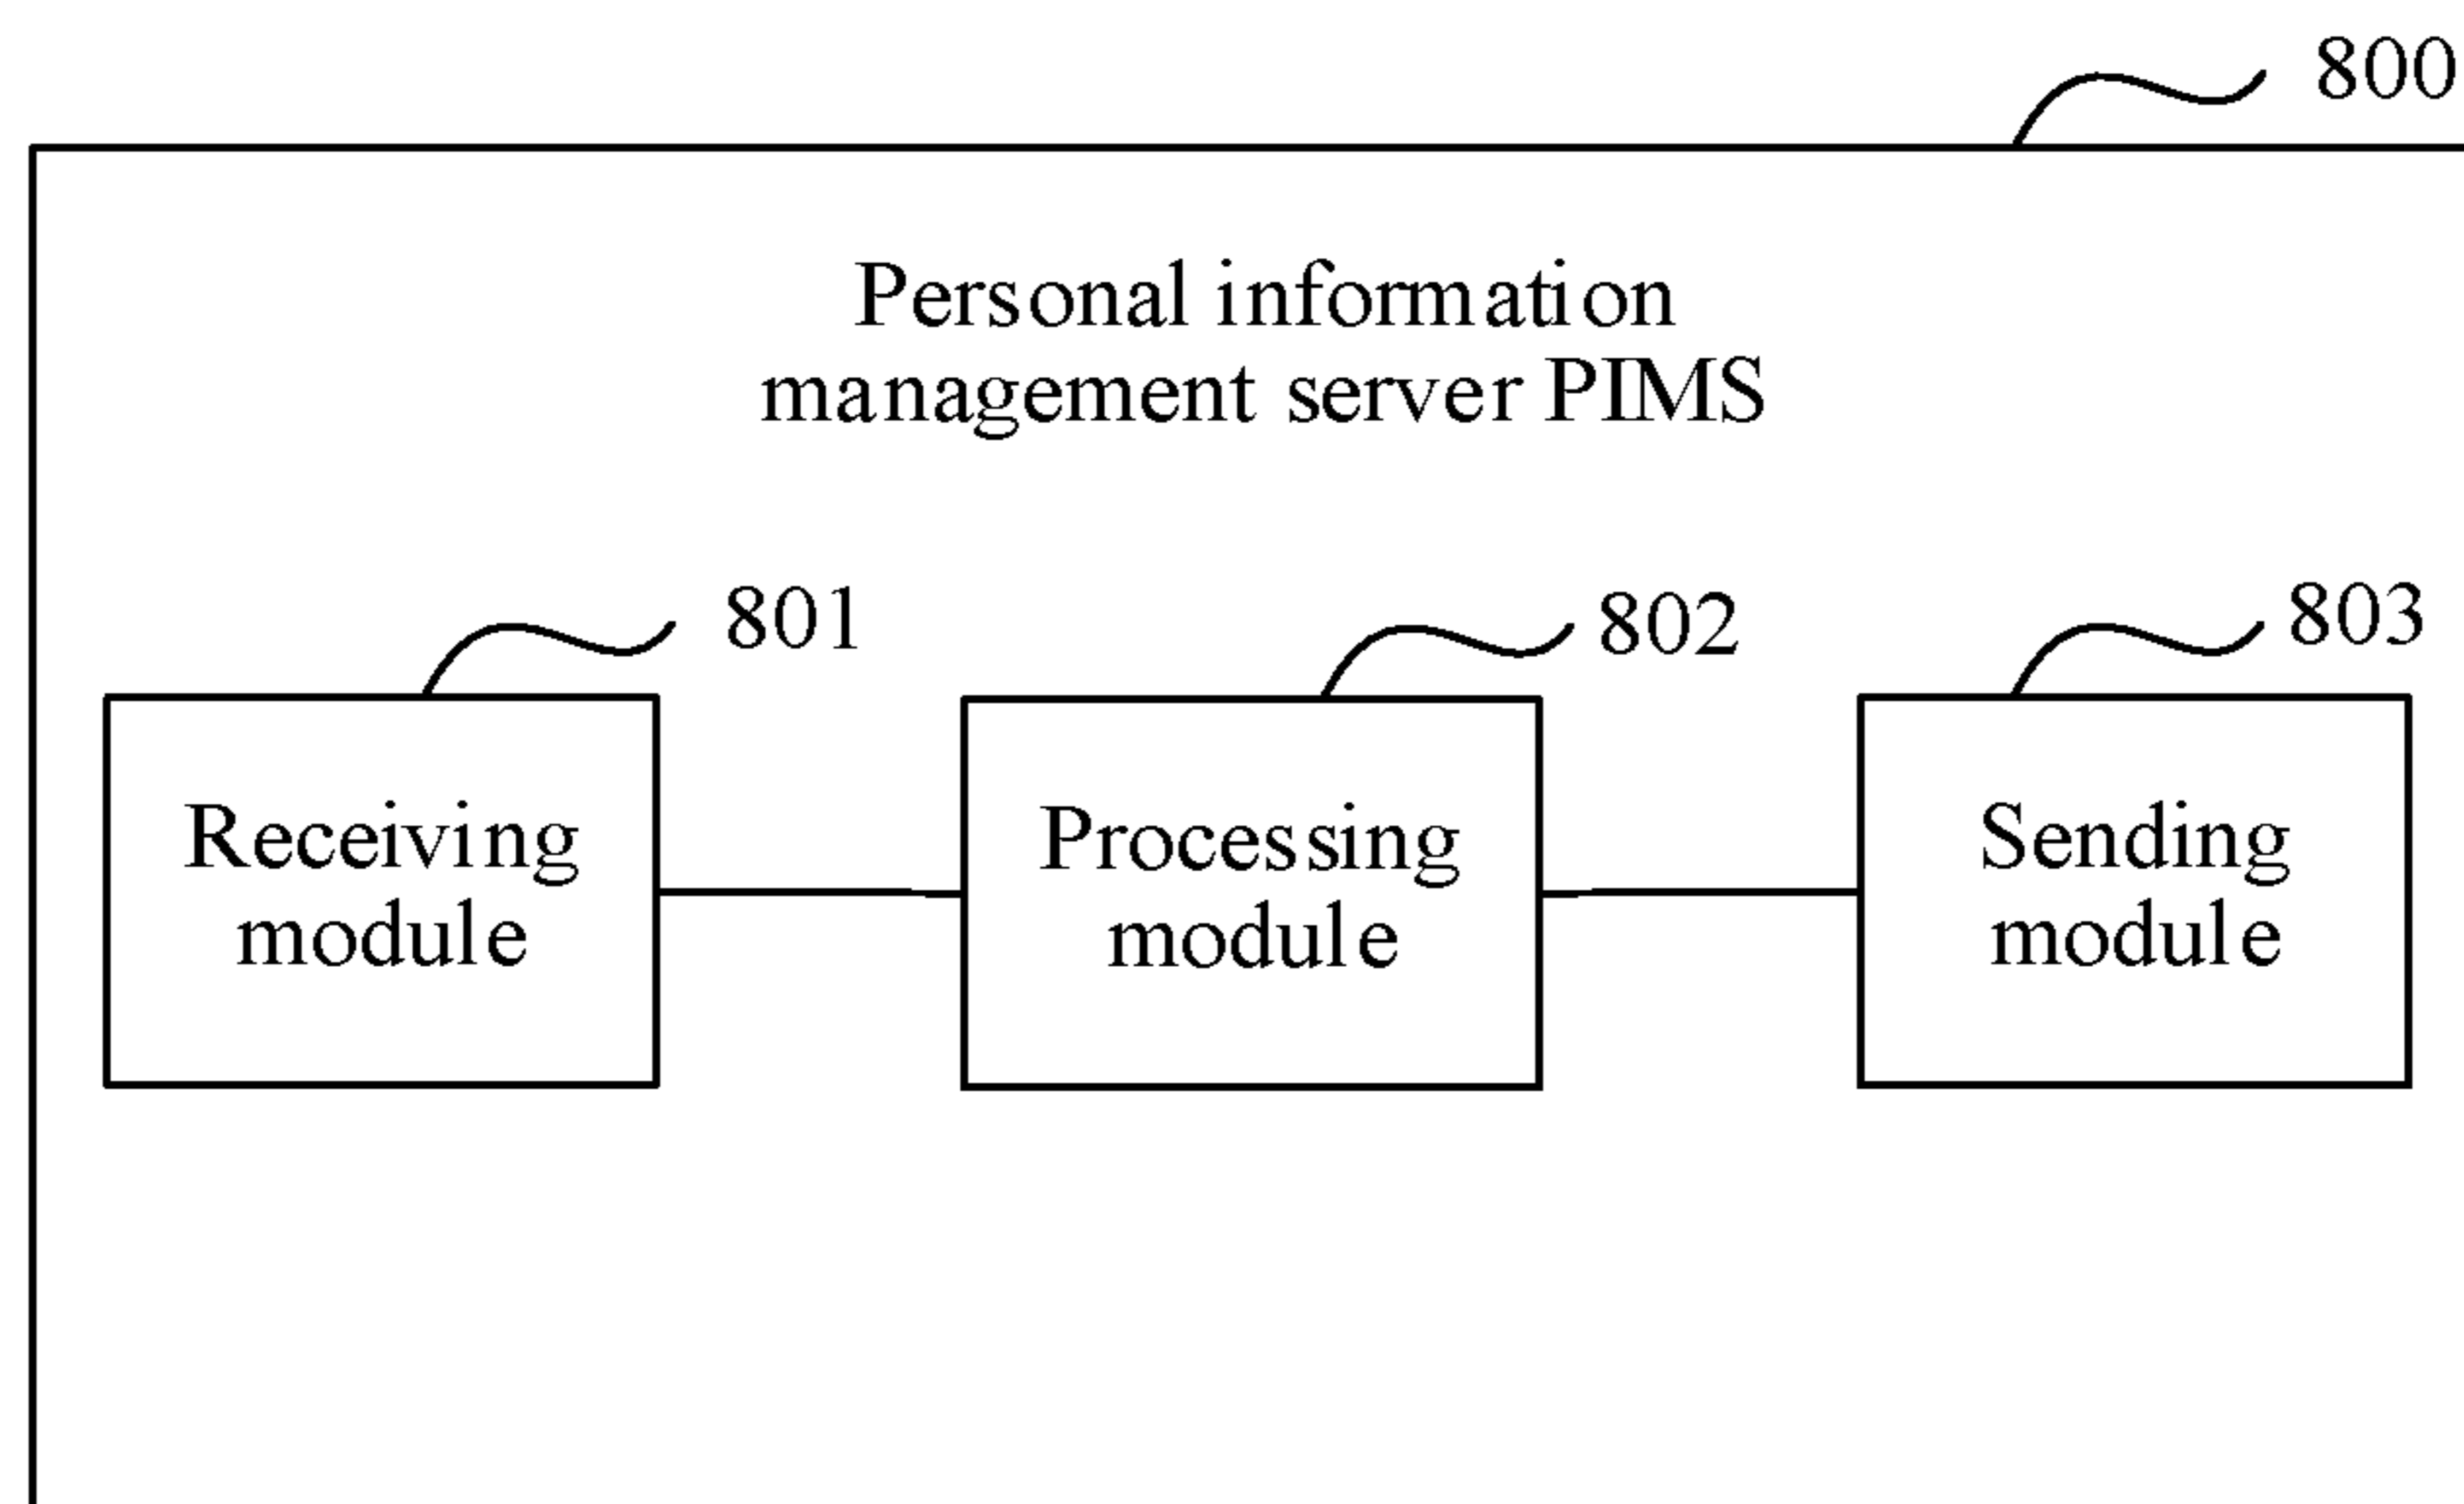 800
Personal information
management server PIMS
801
802
803
Receiving
module
Processing
module
Sending
module